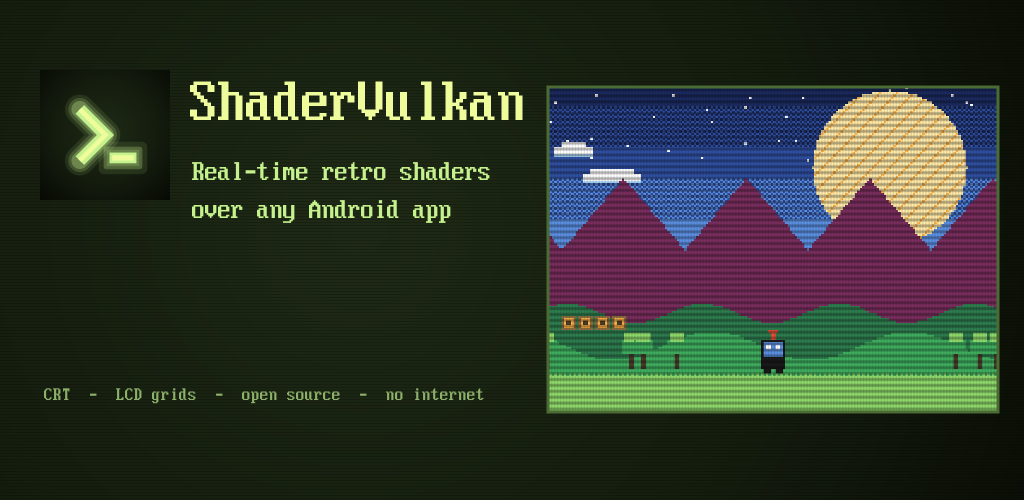 ShaderVulkan
Real-time retro shaders
over any Android app
CRT - LCD grids - open source - no internet